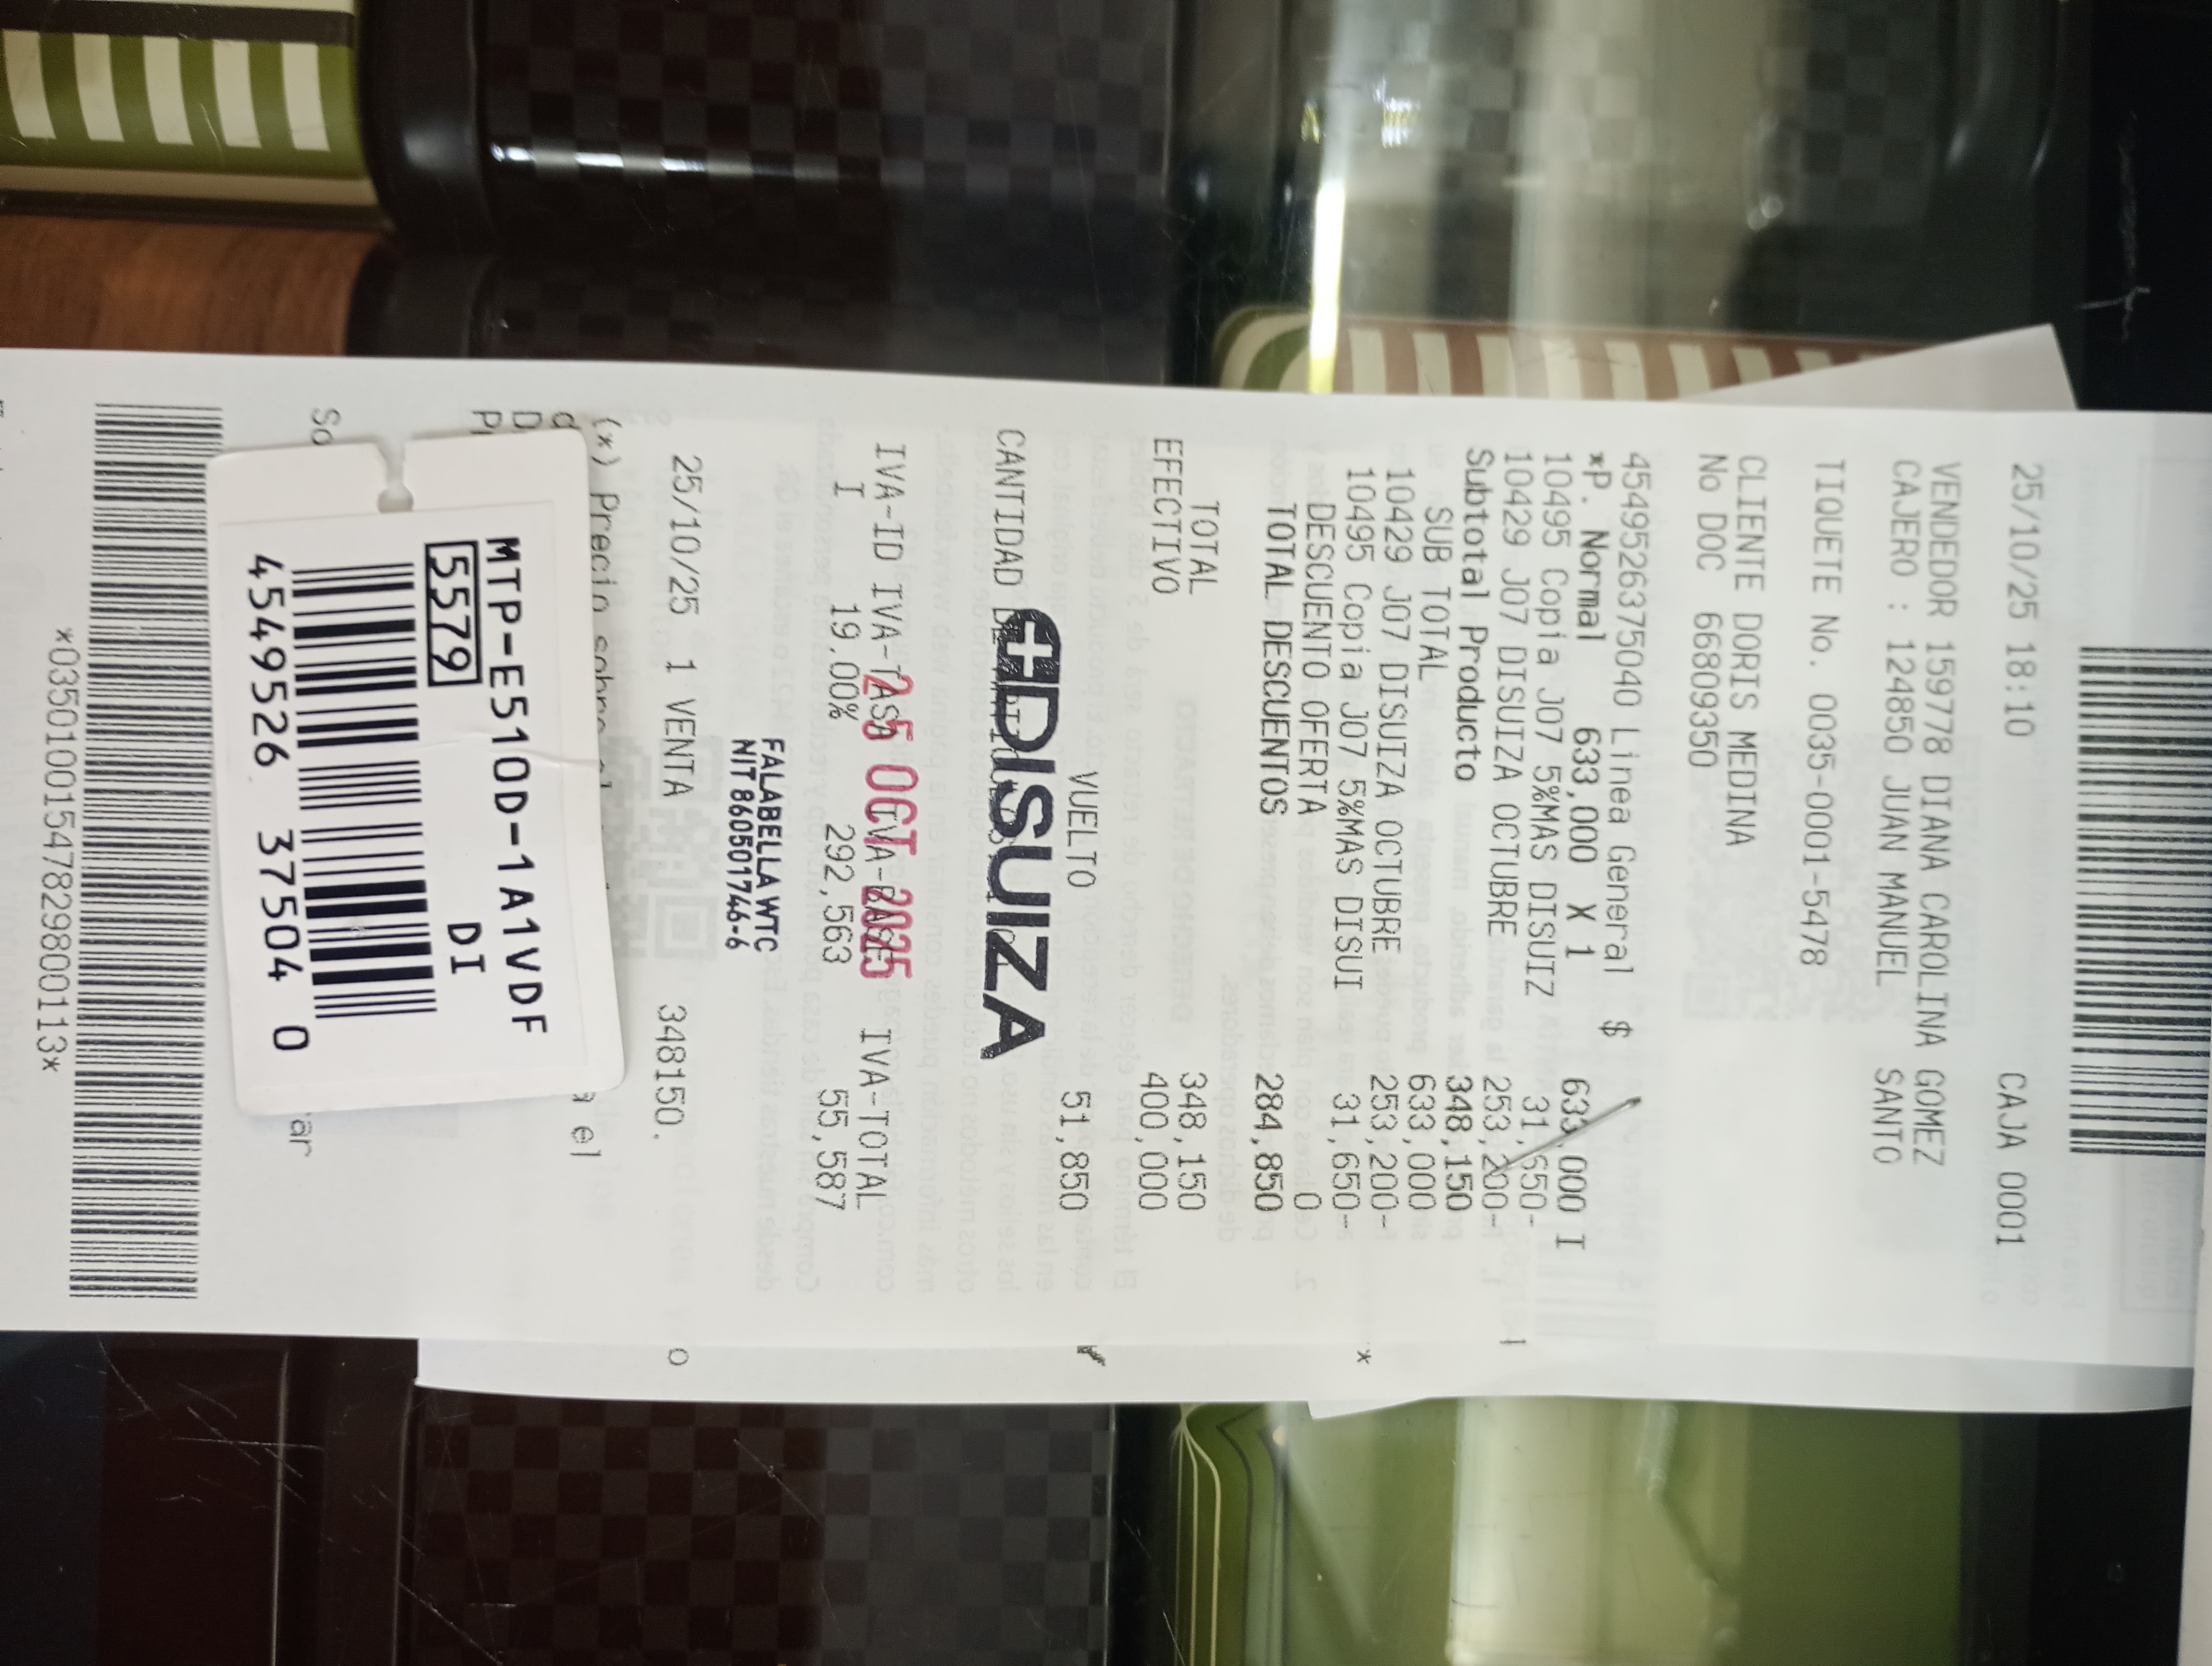 25/10/25 18:10 CAJA 0001
VENDEDOR 159778 DIANA CAROLINA GOMEZ
CAJERO : 124850 JUAN MANUEL SANTO
TIQUETE No. 0035-0001-5478
CLIENTE DORIS MEDINA
No DOC 66809350
4549526375040 Linea General $
*P. Normal 633,000 X 1 633,000 I
10495 Copia J07 5%MAS DISUIZ 31,650-
10429 J07 DISUIZA OCTUBRE 253,200-
Subtotal Producto 348,150
SUB TOTAL 633,000
10429 J07 DISUIZA OCTUBRE 253,200-
10495 Copia J07 5%MAS DISUI 31,650-
DESCUENTO OFERTA 0
TOTAL DESCUENTOS 284,850
TOTAL 348,150
EFECTIVO 400,000
VUELTO 51,850
DISUIZA
CANTIDAD
25 OCT 2025
IVA-ID IVA-TASA IVA-BASE IVA-TOTAL
I 19.00% 292,563 55,587
FALABELLA WTC
NIT 860501746-6
25/10/25 1 VENTA 348150.
(*) Precio
a el
MTP-E510D-1A1VDF
5579 DI
4549526 37504 0
*03501001547829800113*